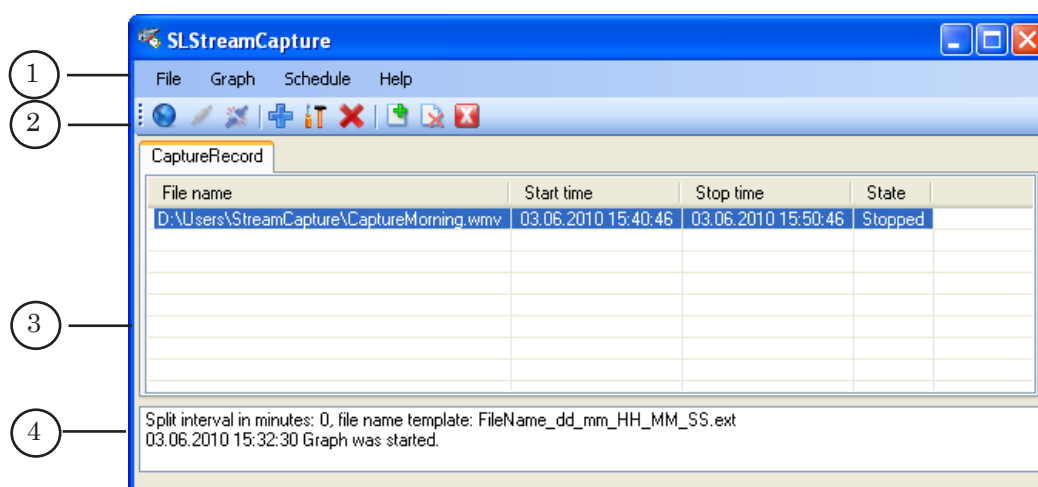 SLStreamCapture
1
File Graph Schedule Help
2
CaptureRecord
File name Start time Stop time State
D:\Users\StreamCapture\CaptureMorning.wmv 03.06.2010 15:40:46 03.06.2010 15:50:46 Stopped
3
4
Split interval in minutes: 0, file name template: FileName_dd_mm_HH_MM_SS.ext
03.06.2010 15:32:30 Graph was started.